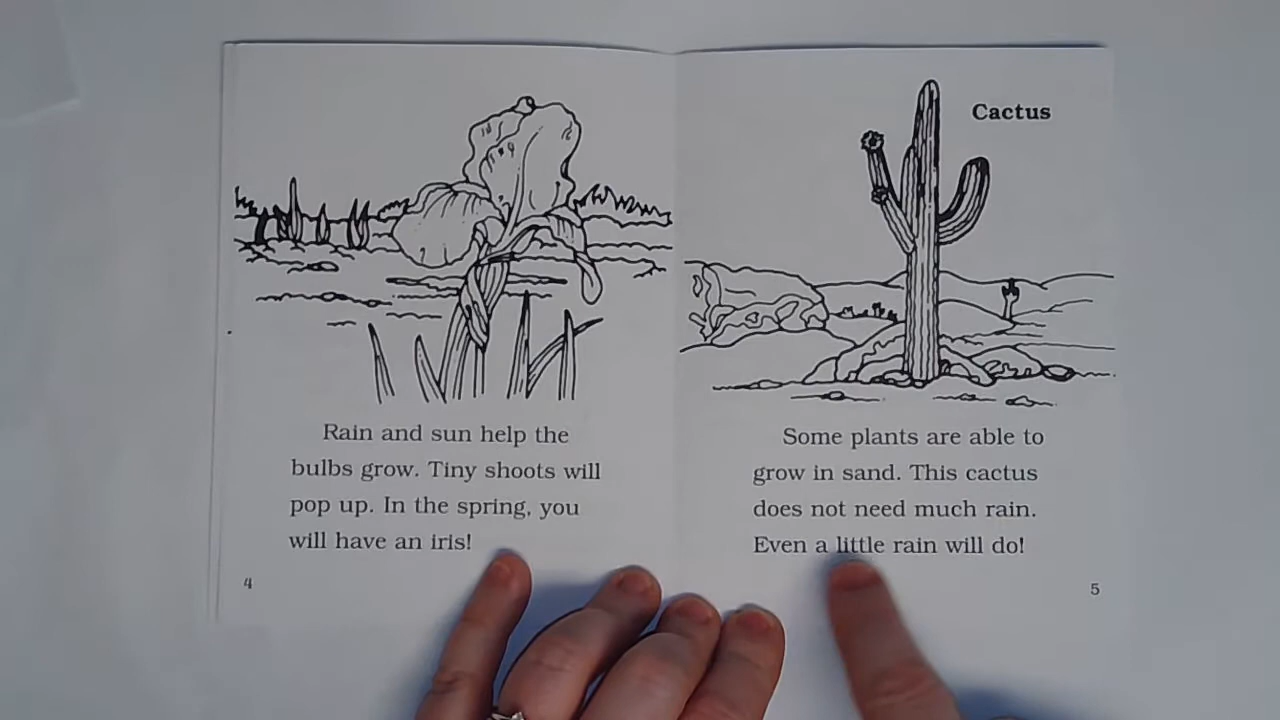 Rain and sun help the
bulbs grow. Tiny shoots will
pop up. In the spring, you
will have an iris!
4
Cactus
Some plants are able to
grow in sand. This cactus
does not need much rain.
Even a little rain will do!
5